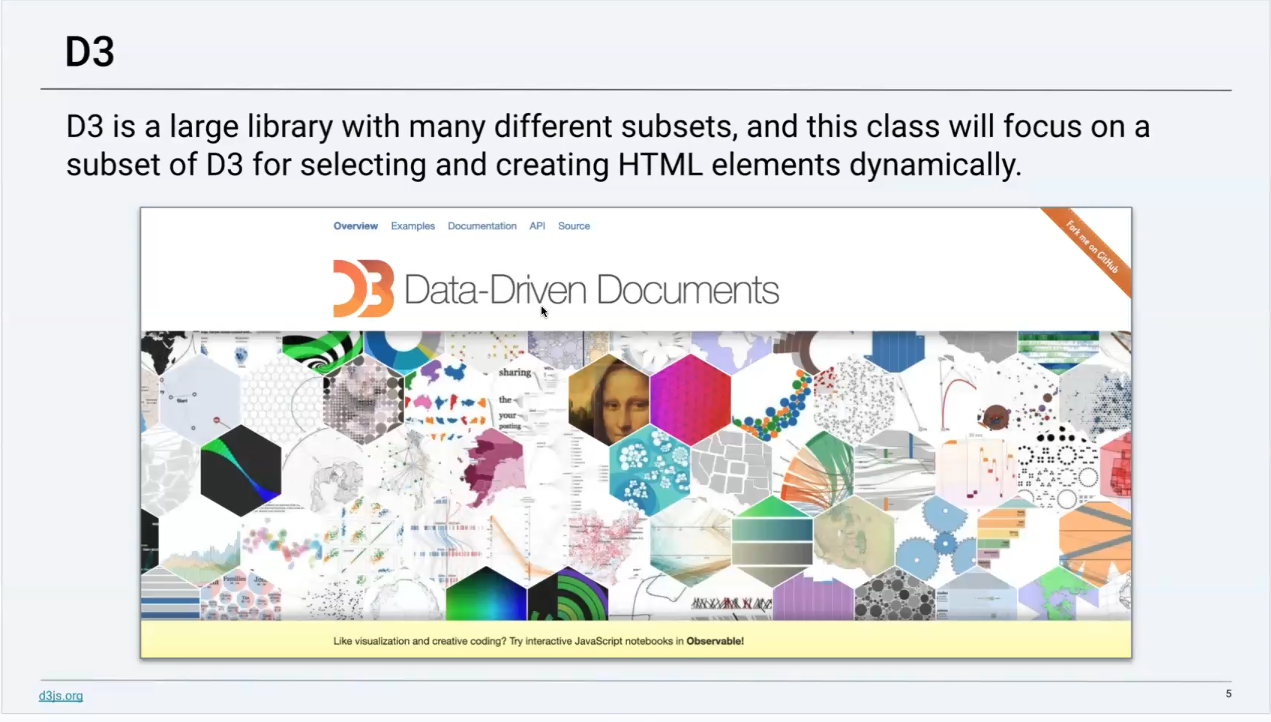 D3
D3 is a large library with many different subsets, and this class will focus on a
subset of D3 for selecting and creating HTML elements dynamically.
Overview Examples Documentation API Source
Fork me on GitHub
D3 Data-Driven Documents
sharing
the
your
posting
Start
Families
Like visualization and creative coding? Try interactive JavaScript notebooks in Observable!
d3js.org
5